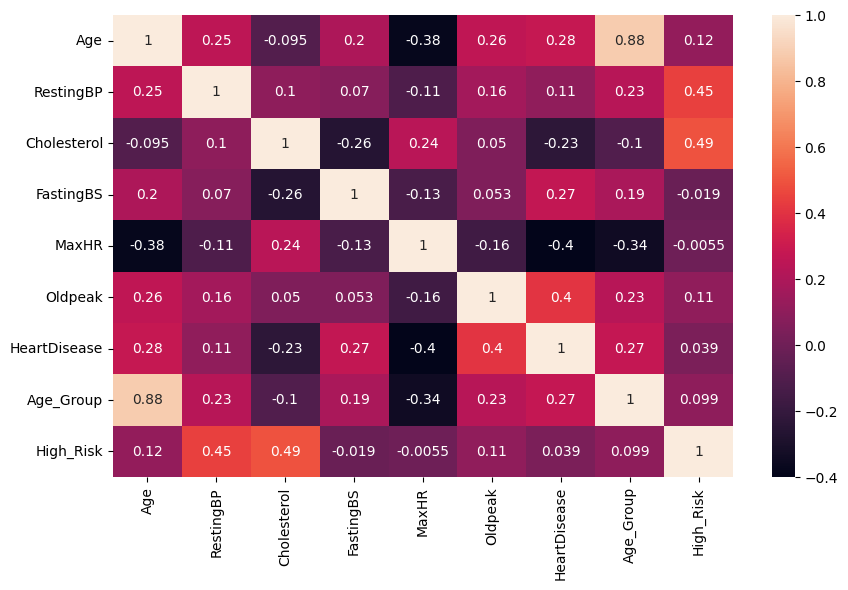 Age 1 0.25 -0.095 0.2 -0.38 0.26 0.28 0.88 0.12
RestingBP 0.25 1 0.1 0.07 -0.11 0.16 0.11 0.23 0.45
Cholesterol -0.095 0.1 1 -0.26 0.24 0.05 -0.23 -0.1 0.49
FastingBS 0.2 0.07 -0.26 1 -0.13 0.053 0.27 0.19 -0.019
MaxHR -0.38 -0.11 0.24 -0.13 1 -0.16 -0.4 -0.34 -0.0055
Oldpeak 0.26 0.16 0.05 0.053 -0.16 1 0.4 0.23 0.11
HeartDisease 0.28 0.11 -0.23 0.27 -0.4 0.4 1 0.27 0.039
Age_Group 0.88 0.23 -0.1 0.19 -0.34 0.23 0.27 1 0.099
High_Risk 0.12 0.45 0.49 -0.019 -0.0055 0.11 0.039 0.099 1
Age
RestingBP
Cholesterol
FastingBS
MaxHR
Oldpeak
HeartDisease
Age_Group
High_Risk
1.0
0.8
0.6
0.4
0.2
0.0
−0.2
−0.4